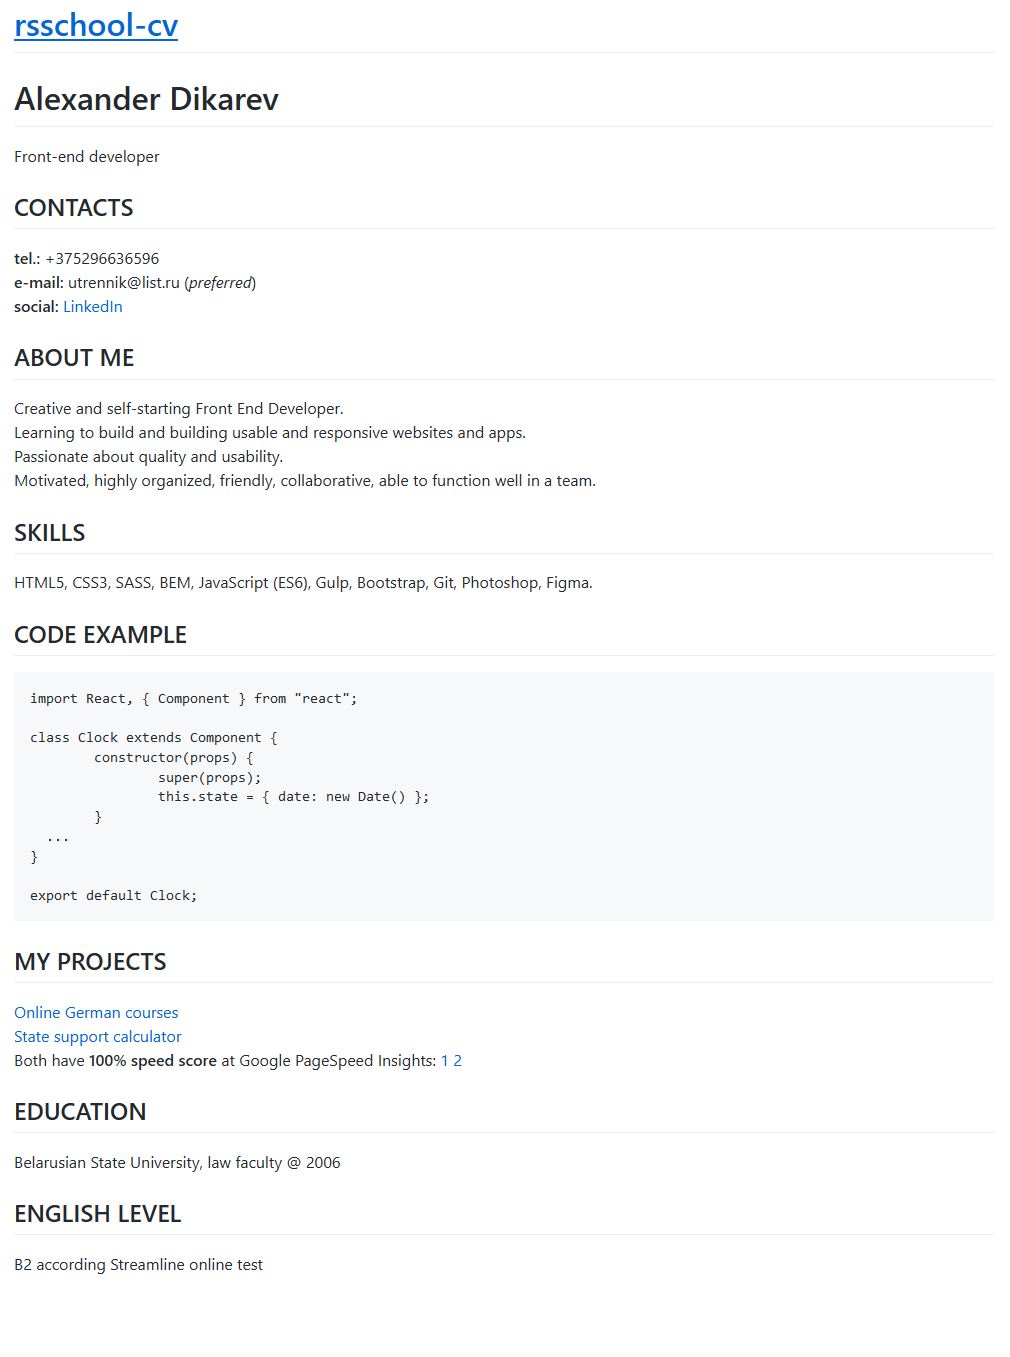 rsschool-cv
Alexander Dikarev
Front-end developer
CONTACTS
tel.: +375296636596
e-mail: utrennik@list.ru (preferred)
social: LinkedIn
ABOUT ME
Creative and self-starting Front End Developer.
Learning to build and building usable and responsive websites and apps.
Passionate about quality and usability.
Motivated, highly organized, friendly, collaborative, able to function well in a team.
SKILLS
HTML5, CSS3, SASS, BEM, JavaScript (ES6), Gulp, Bootstrap, Git, Photoshop, Figma.
CODE EXAMPLE
import React, { Component } from "react";
class Clock extends Component {
constructor(props) {
super(props);
this.state = { date: new Date() };
}
...
}
export default Clock;
MY PROJECTS
Online German courses
State support calculator
Both have 100% speed score at Google PageSpeed Insights: 1 2
EDUCATION
Belarusian State University, law faculty @ 2006
ENGLISH LEVEL
B2 according Streamline online test